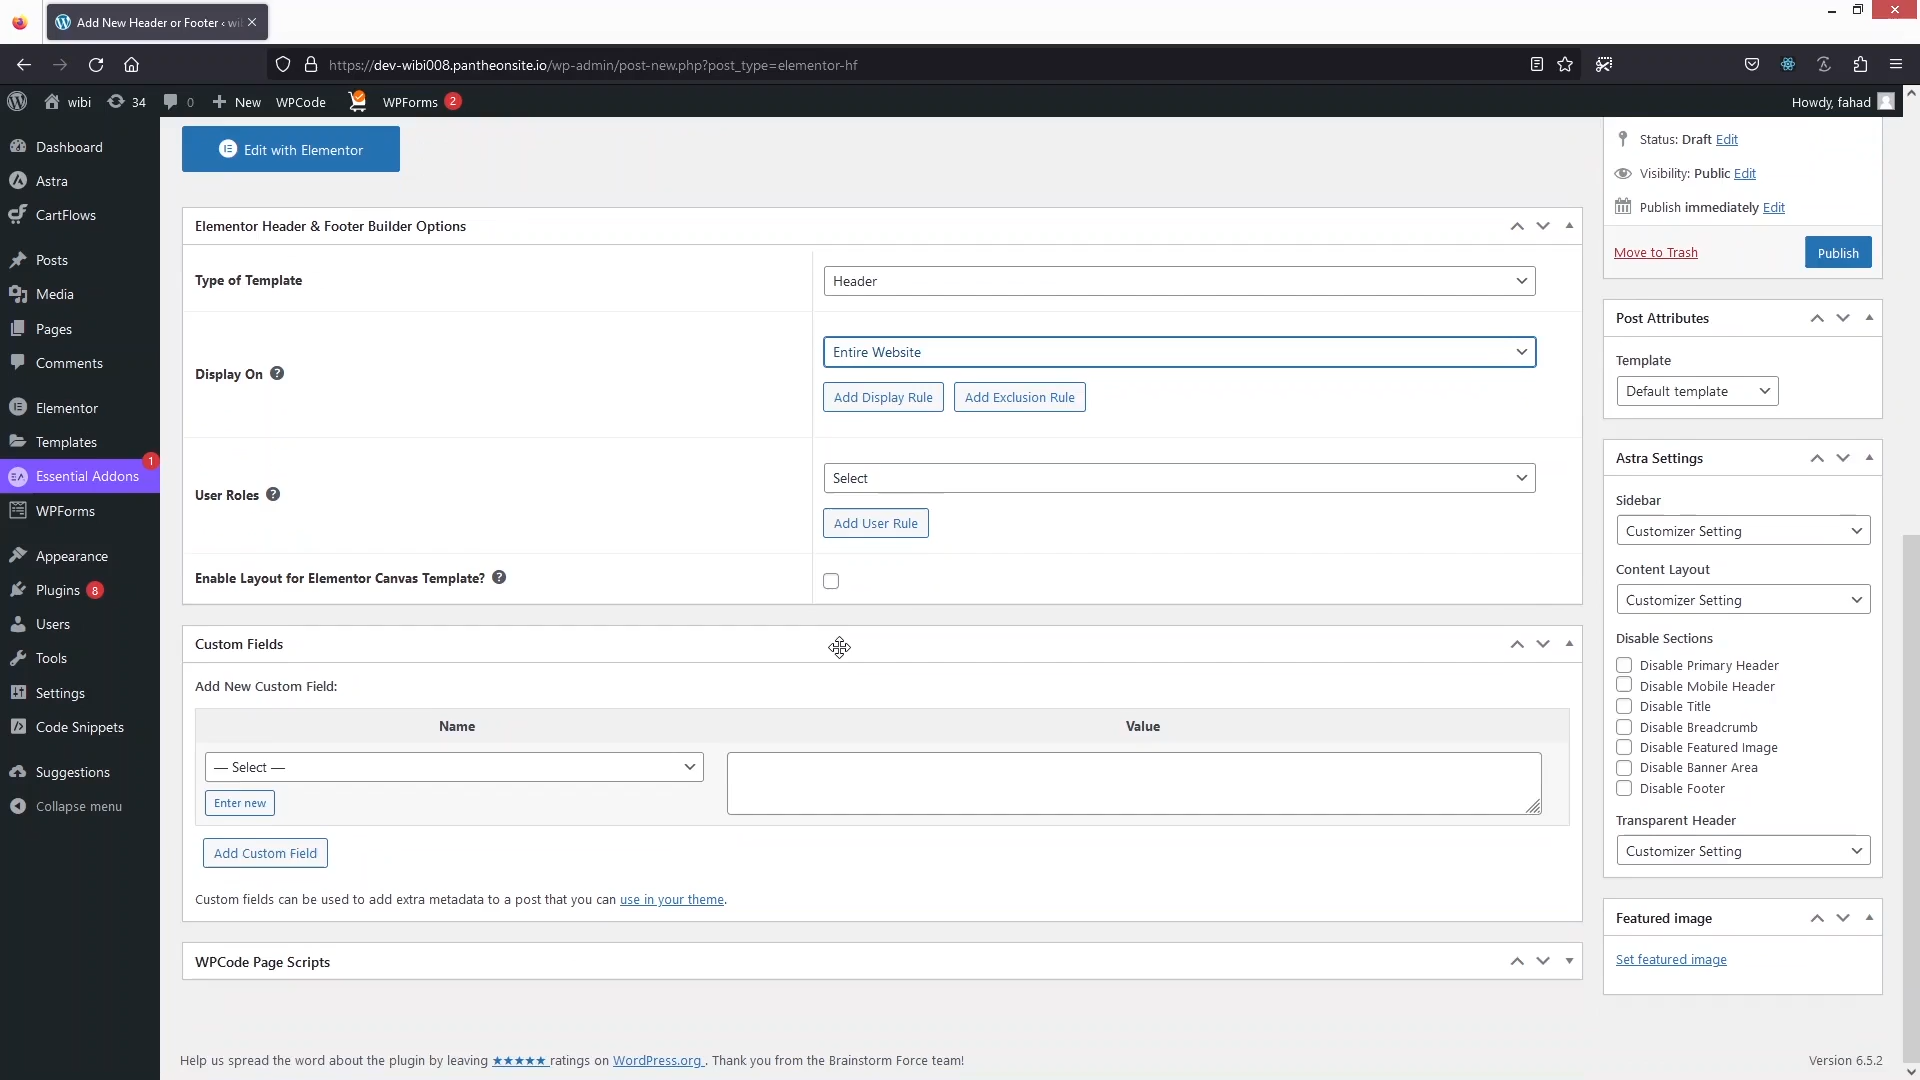 Add New Header or Footer ‹ wi
https://dev-wibi008.pantheonsite.io/wp-admin/post-new.php?post_type=elementor-hf
wibi
34
0
New
WPCode
WPForms
2
Howdy, fahad
Dashboard
Astra
CartFlows
Posts
Media
Pages
Comments
Elementor
Templates
Essential Addons
1
WPForms
Appearance
Plugins 8
Users
Tools
Settings
Code Snippets
Suggestions
Collapse menu
Edit with Elementor
Elementor Header & Footer Builder Options
Type of Template
Header
Display On
Entire Website
Add Display Rule
Add Exclusion Rule
User Roles
Select
Add User Rule
Enable Layout for Elementor Canvas Template?
Custom Fields
Add New Custom Field:
Name
Value
— Select —
Enter new
Add Custom Field
Custom fields can be used to add extra metadata to a post that you can use in your theme.
WPCode Page Scripts
Status: Draft Edit
Visibility: Public Edit
Publish immediately Edit
Move to Trash
Publish
Post Attributes
Template
Default template
Astra Settings
Sidebar
Customizer Setting
Content Layout
Customizer Setting
Disable Sections
Disable Primary Header
Disable Mobile Header
Disable Title
Disable Breadcrumb
Disable Featured Image
Disable Banner Area
Disable Footer
Transparent Header
Customizer Setting
Featured image
Set featured image
Help us spread the word about the plugin by leaving ★★★★★ ratings on WordPress.org . Thank you from the Brainstorm Force team!
Version 6.5.2